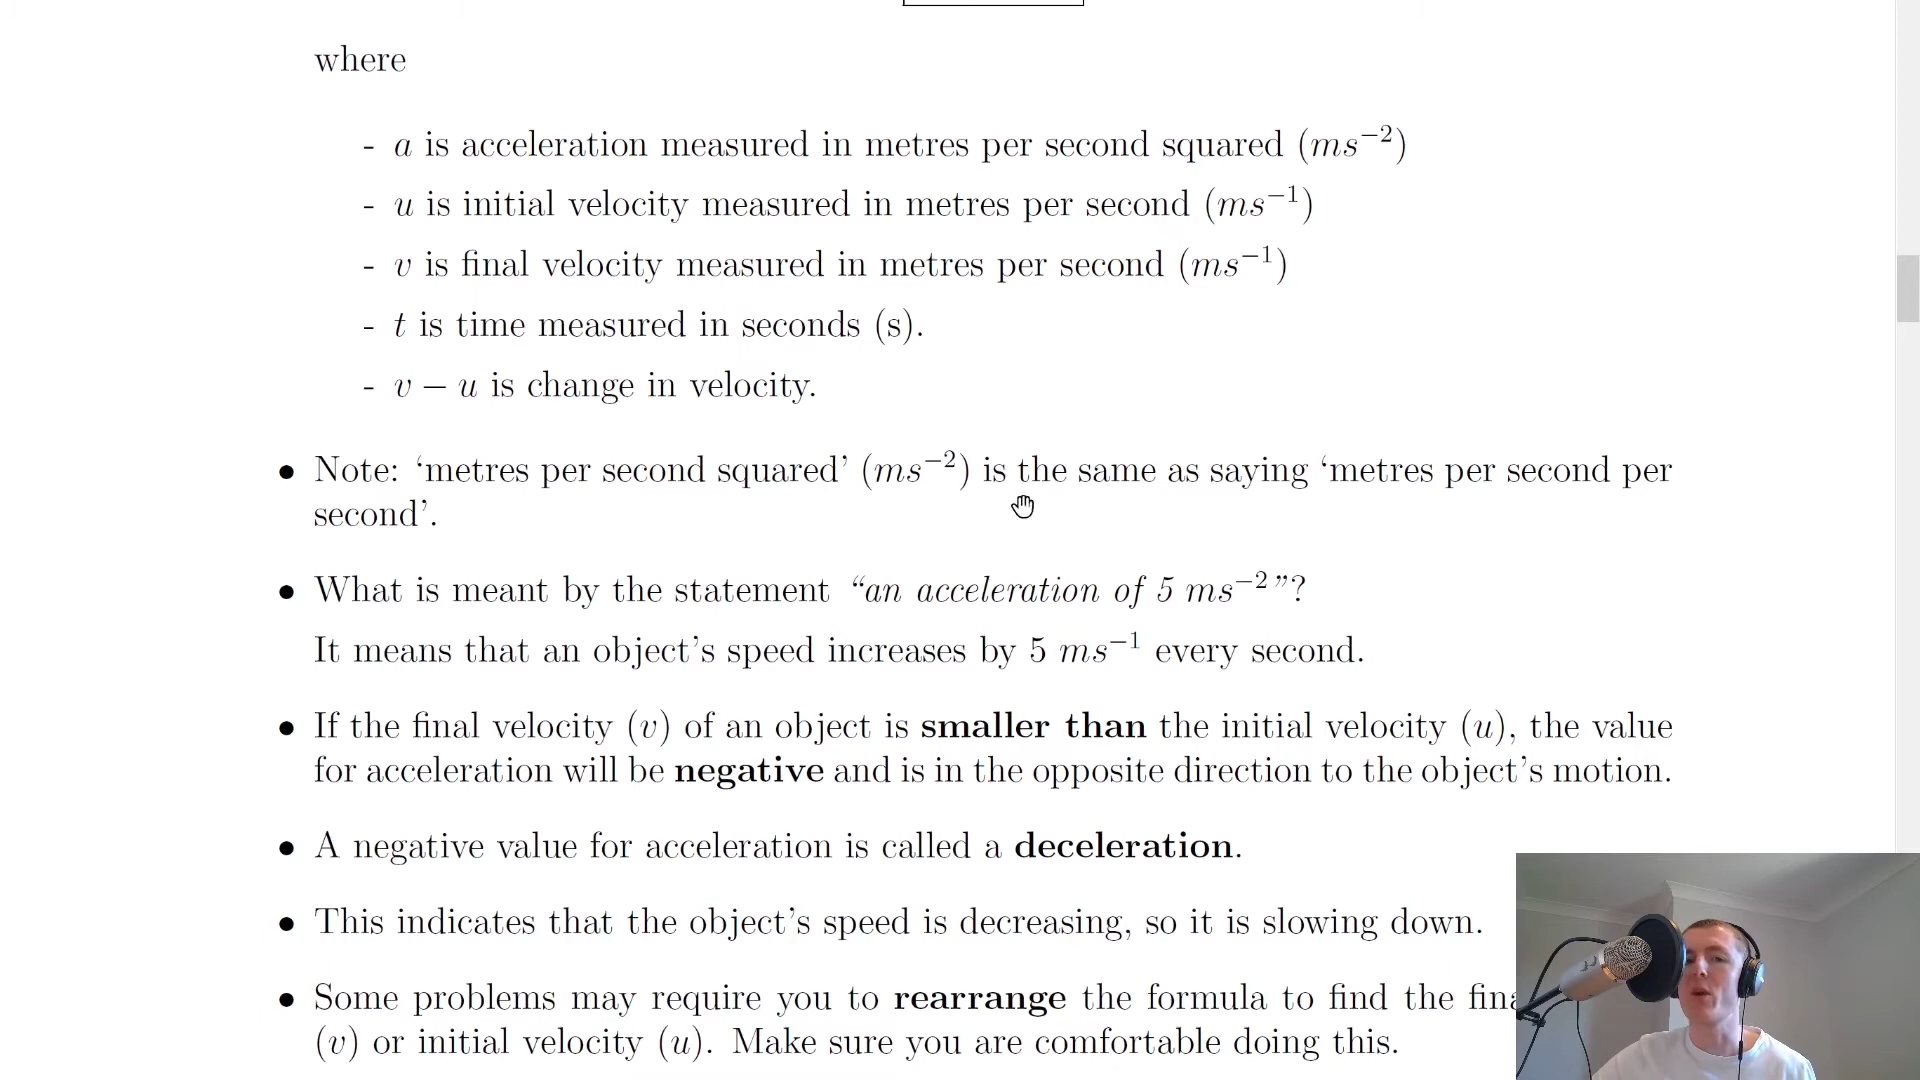 where
- a is acceleration measured in metres per second squared (ms⁻²)
- u is initial velocity measured in metres per second (ms⁻¹)
- v is final velocity measured in metres per second (ms⁻¹)
- t is time measured in seconds (s).
- v − u is change in velocity.
• Note: ‘metres per second squared’ (ms⁻²) is the same as saying ‘metres per second per
second’.
• What is meant by the statement “an acceleration of 5 ms⁻²”?
It means that an object’s speed increases by 5 ms⁻¹ every second.
• If the final velocity (v) of an object is smaller than the initial velocity (u), the value
for acceleration will be negative and is in the opposite direction to the object’s motion.
• A negative value for acceleration is called a deceleration.
• This indicates that the object’s speed is decreasing, so it is slowing down.
• Some problems may require you to rearrange the formula to find the
(v) or initial velocity (u). Make sure you are comfortable doing this.